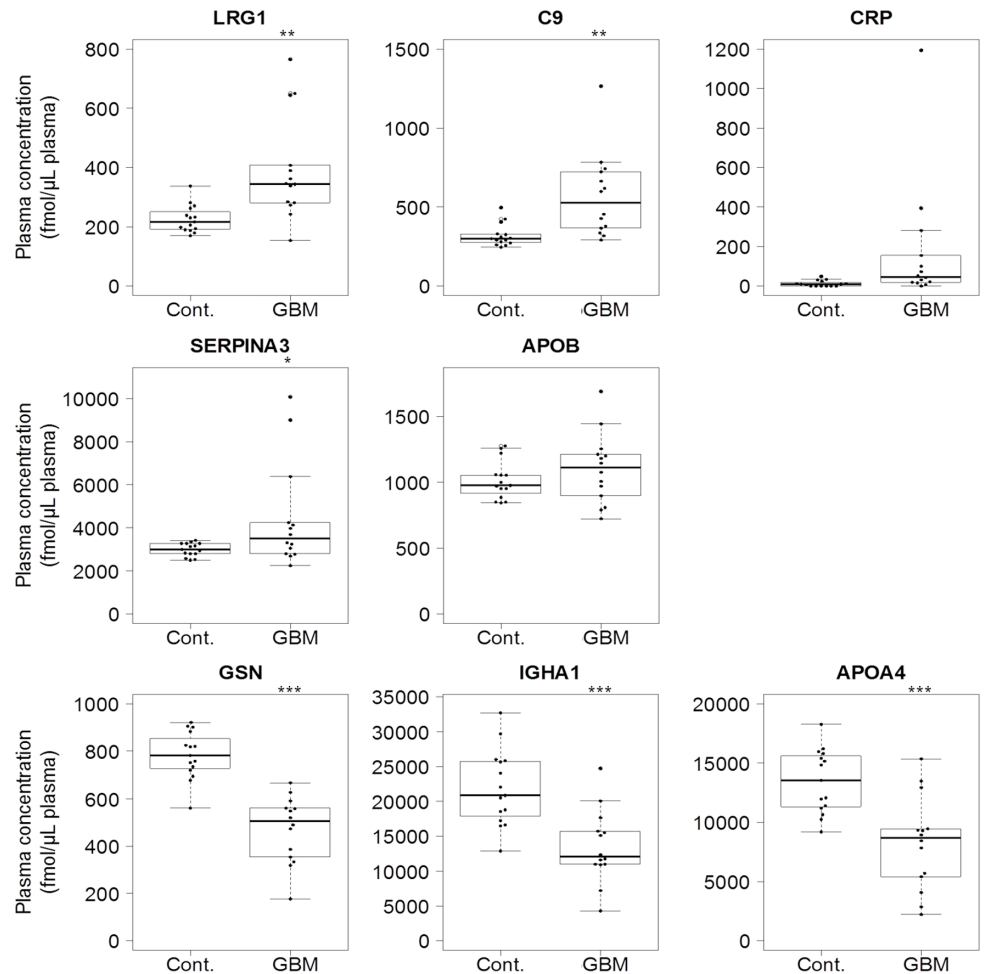 LRG1
C9
CRP
**
**
Plasma concentration
(fmol/µL plasma)
800
600
400
200
0
1500
1000
500
0
1200
1000
800
600
400
200
0
Cont.
GBM
Cont.
GBM
Cont.
GBM
SERPINA3
APOB
*
Plasma concentration
(fmol/µL plasma)
10000
8000
6000
4000
2000
0
1500
1000
500
0
Cont.
GBM
Cont.
GBM
GSN
IGHA1
APOA4
***
***
***
Plasma concentration
(fmol/µL plasma)
1000
800
600
400
200
0
35000
30000
25000
20000
15000
10000
5000
0
20000
15000
10000
5000
0
Cont.
GBM
Cont.
GBM
Cont.
GBM